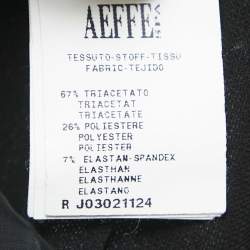 AEFFE SPA
TESSUTO-STOFF-TISSU
FABRIC-TEJIDO
67% TRIACETATO
TRIACETAT
TRIACETATE
26% POLIESTERE
POLYESTER
POLIESTER
7% ELASTAN-SPANDEX
ELASTHAN
ELASTHANNE
ELASTANO
R J03021124